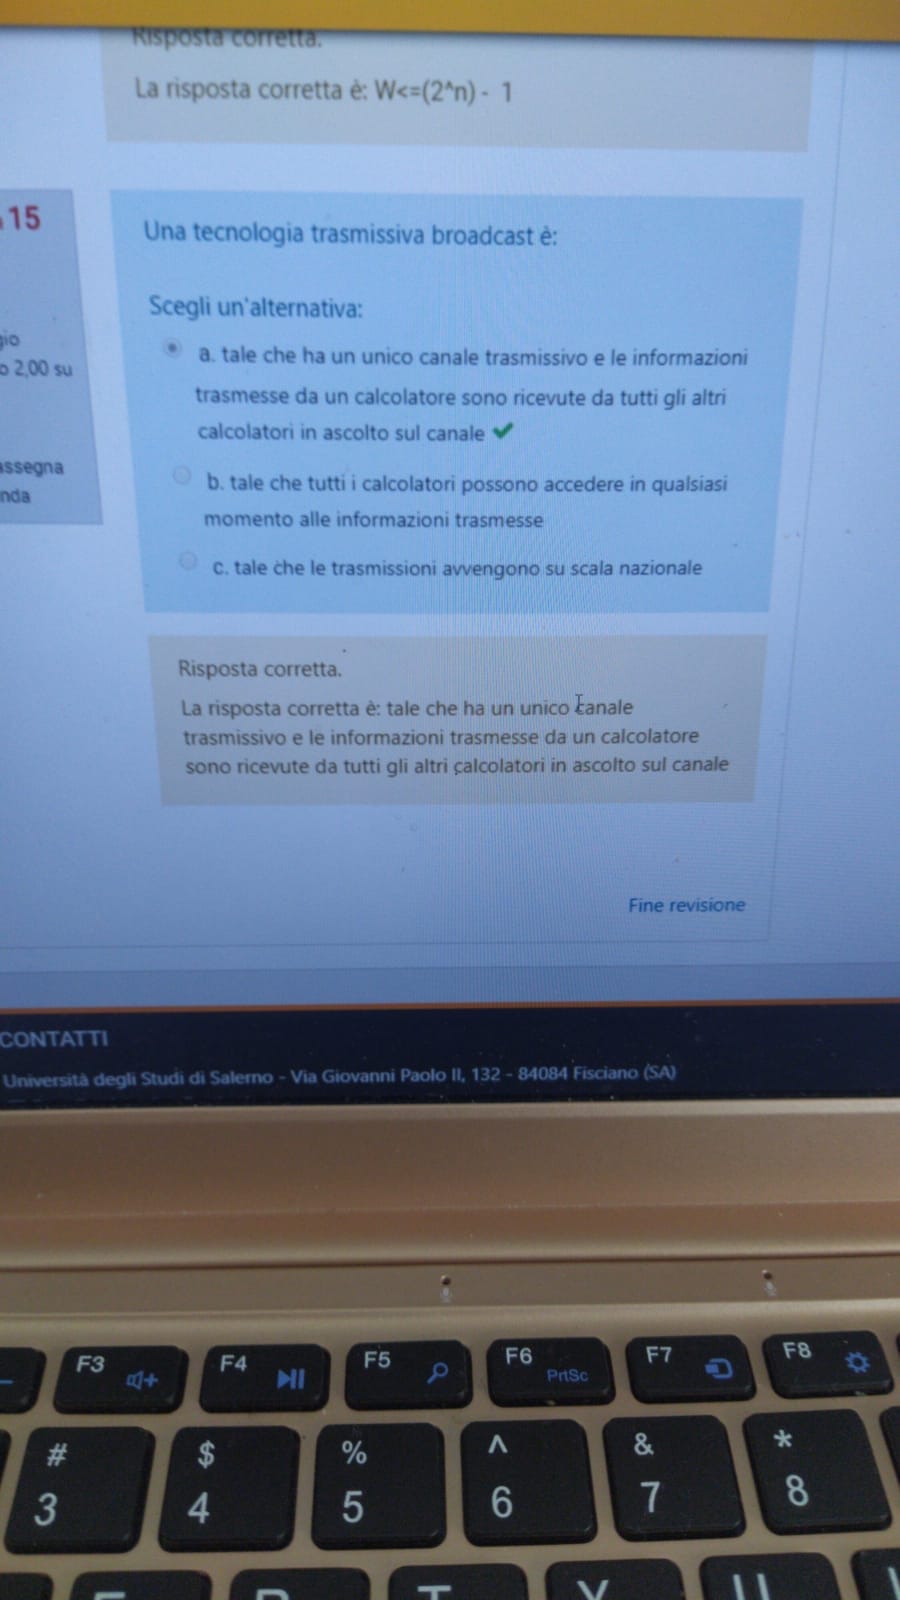 Risposta corretta.
La risposta corretta è: W<=(2^n) - 1
15
Una tecnologia trasmissiva broadcast è:
Scegli un'alternativa:
gio
o 2,00 su
a. tale che ha un unico canale trasmissivo e le informazioni
trasmesse da un calcolatore sono ricevute da tutti gli altri
calcolatori in ascolto sul canale
assegna
nda
b. tale che tutti i calcolatori possono accedere in qualsiasi
momento alle informazioni trasmesse
c. tale che le trasmissioni avvengono su scala nazionale
Risposta corretta.
La risposta corretta è: tale che ha un unico canale
trasmissivo e le informazioni trasmesse da un calcolatore
sono ricevute da tutti gli altri calcolatori in ascolto sul canale
Fine revisione
CONTATTI
Università degli Studi di Salerno - Via Giovanni Paolo II, 132 - 84084 Fisciano (SA)
F3 F4 F5 F6 PrtSc F7 F8
# $ % ^ & *
3 4 5 6 7 8